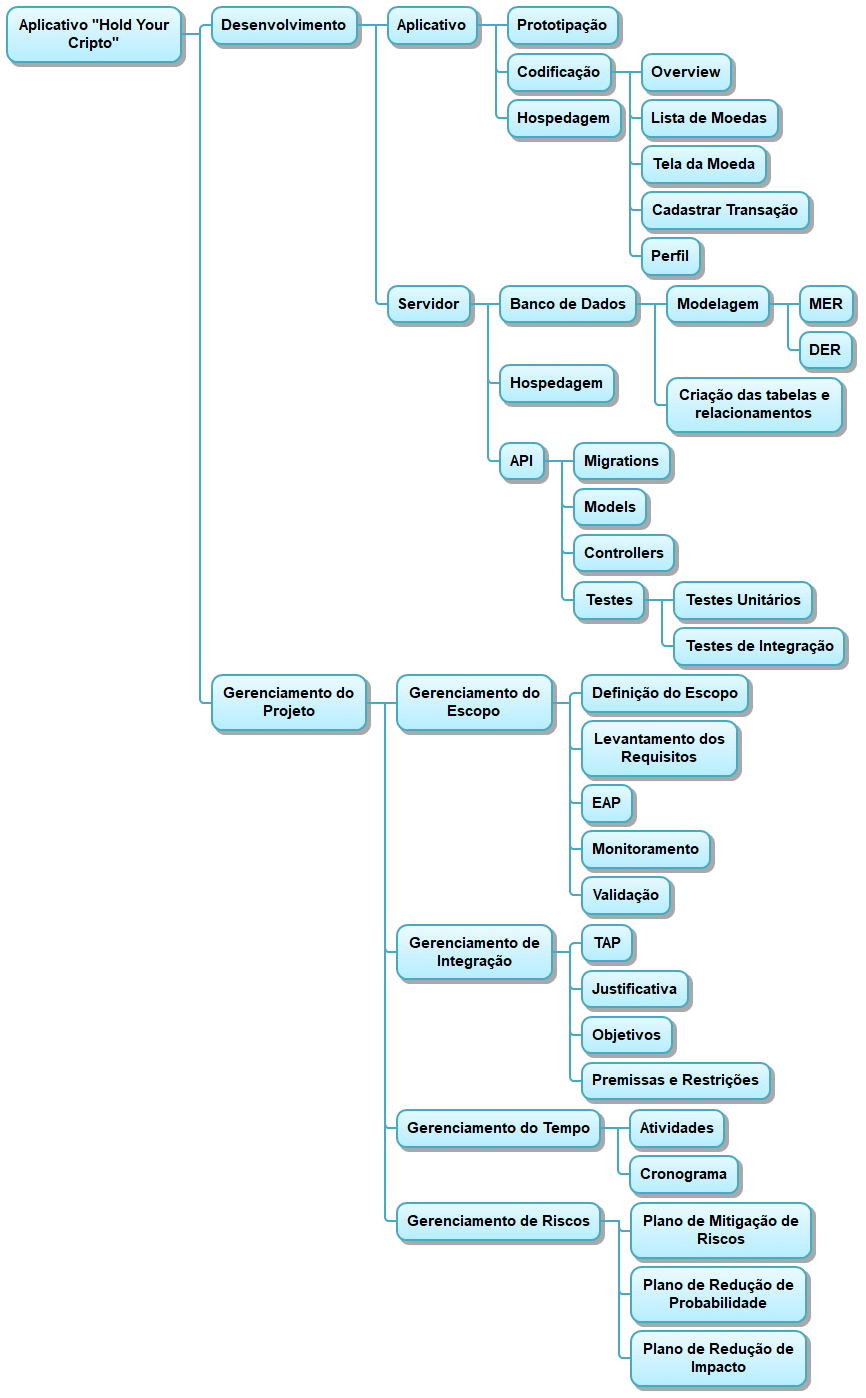 Aplicativo "Hold Your
Cripto"
Desenvolvimento
Aplicativo
Prototipação
Codificação
Overview
Lista de Moedas
Tela da Moeda
Cadastrar Transação
Perfil
Hospedagem
Servidor
Banco de Dados
Modelagem
MER
DER
Criação das tabelas e
relacionamentos
Hospedagem
API
Migrations
Models
Controllers
Testes
Testes Unitários
Testes de Integração
Gerenciamento do
Projeto
Gerenciamento do
Escopo
Definição do Escopo
Levantamento dos
Requisitos
EAP
Monitoramento
Validação
Gerenciamento de
Integração
TAP
Justificativa
Objetivos
Premissas e Restrições
Gerenciamento do Tempo
Atividades
Cronograma
Gerenciamento de Riscos
Plano de Mitigação de
Riscos
Plano de Redução de
Probabilidade
Plano de Redução de
Impacto